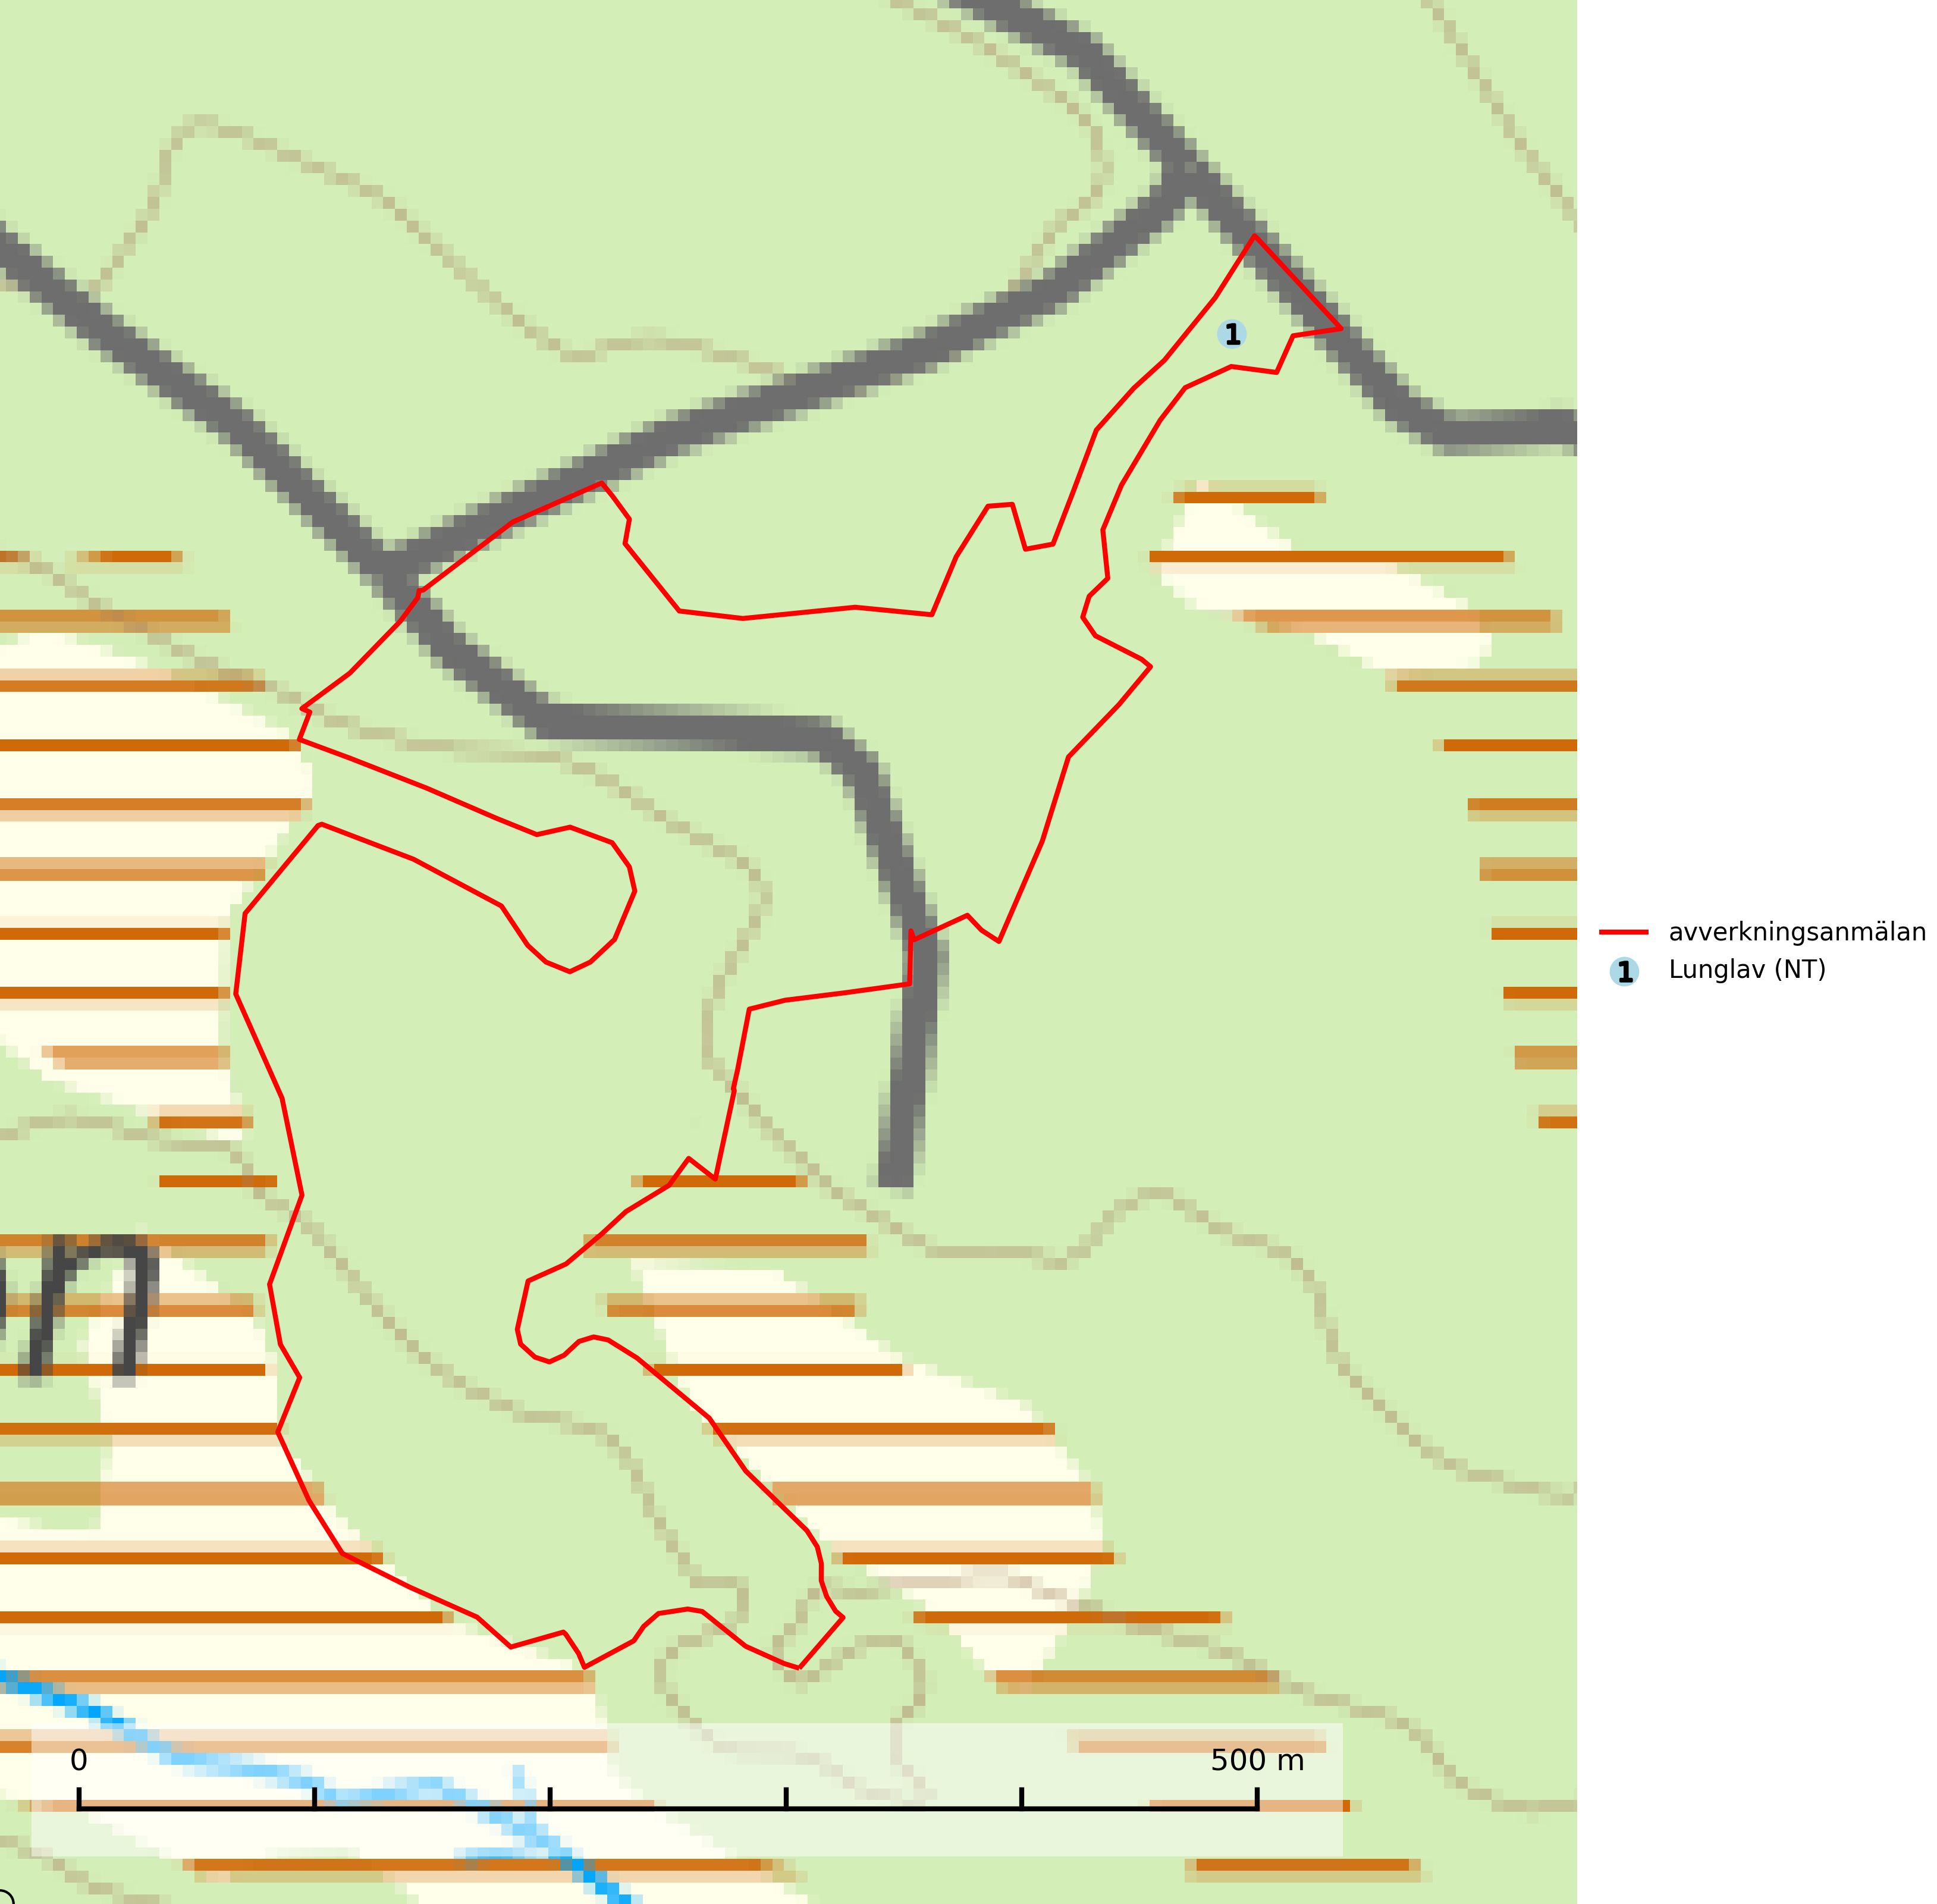 1
avverkningsanmälan
1 Lunglav (NT)
0 500 m